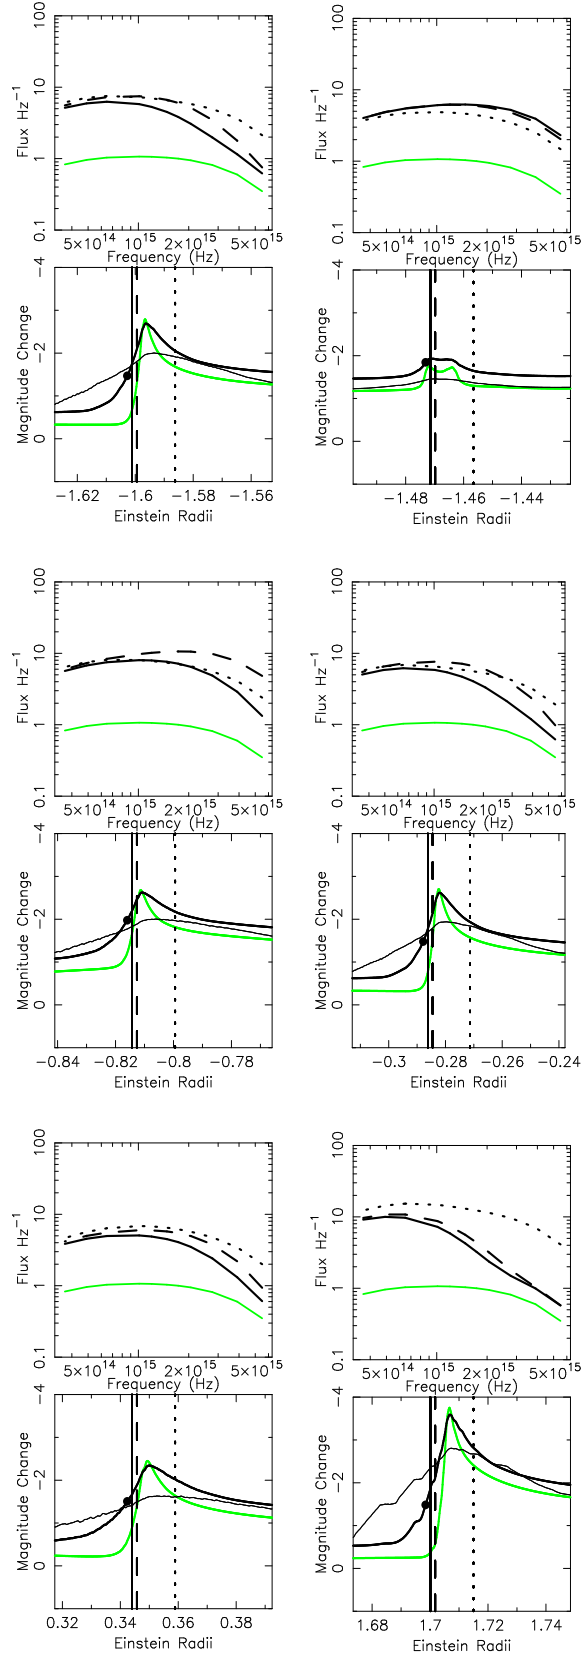 100
10
1
0.1
Flux Hz⁻¹
5×10¹⁴ 10¹⁵ 2×10¹⁵ 5×10¹⁵
Frequency (Hz)
−4
−2
0
Magnitude Change
−1.62 −1.6 −1.58 −1.56
Einstein Radii
100
10
1
0.1
Flux Hz⁻¹
5×10¹⁴ 10¹⁵ 2×10¹⁵ 5×10¹⁵
Frequency (Hz)
−4
−2
0
Magnitude Change
−1.48 −1.46 −1.44
Einstein Radii
100
10
1
0.1
Flux Hz⁻¹
5×10¹⁴ 10¹⁵ 2×10¹⁵ 5×10¹⁵
Frequency (Hz)
−4
−2
0
Magnitude Change
−0.84 −0.82 −0.8 −0.78
Einstein Radii
100
10
1
0.1
Flux Hz⁻¹
5×10¹⁴ 10¹⁵ 2×10¹⁵ 5×10¹⁵
Frequency (Hz)
−4
−2
0
Magnitude Change
−0.3 −0.28 −0.26 −0.24
Einstein Radii
100
10
1
0.1
Flux Hz⁻¹
5×10¹⁴ 10¹⁵ 2×10¹⁵ 5×10¹⁵
Frequency (Hz)
−4
−2
0
Magnitude Change
0.32 0.34 0.36 0.38
Einstein Radii
100
10
1
0.1
Flux Hz⁻¹
5×10¹⁴ 10¹⁵ 2×10¹⁵ 5×10¹⁵
Frequency (Hz)
−4
−2
0
Magnitude Change
1.68 1.7 1.72 1.74
Einstein Radii